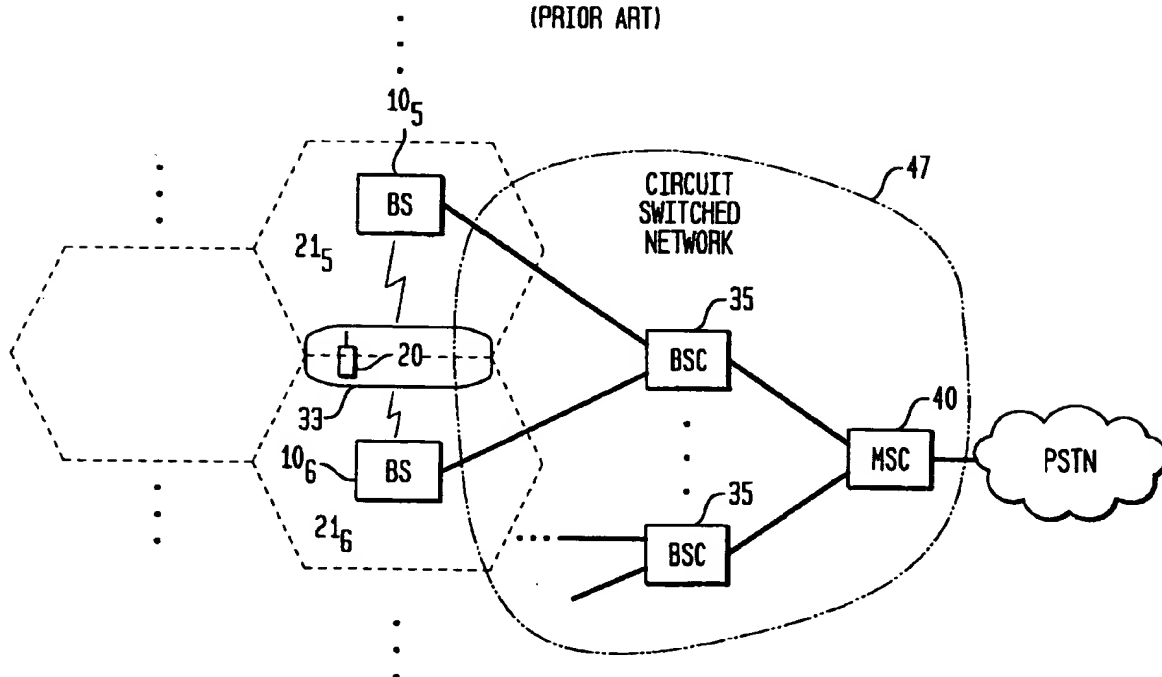 (PRIOR ART)
10₅
BS
21₅
CIRCUIT
SWITCHED
NETWORK
47
35
BSC
20
33
40
MSC
PSTN
10₆
BS
21₆
35
BSC